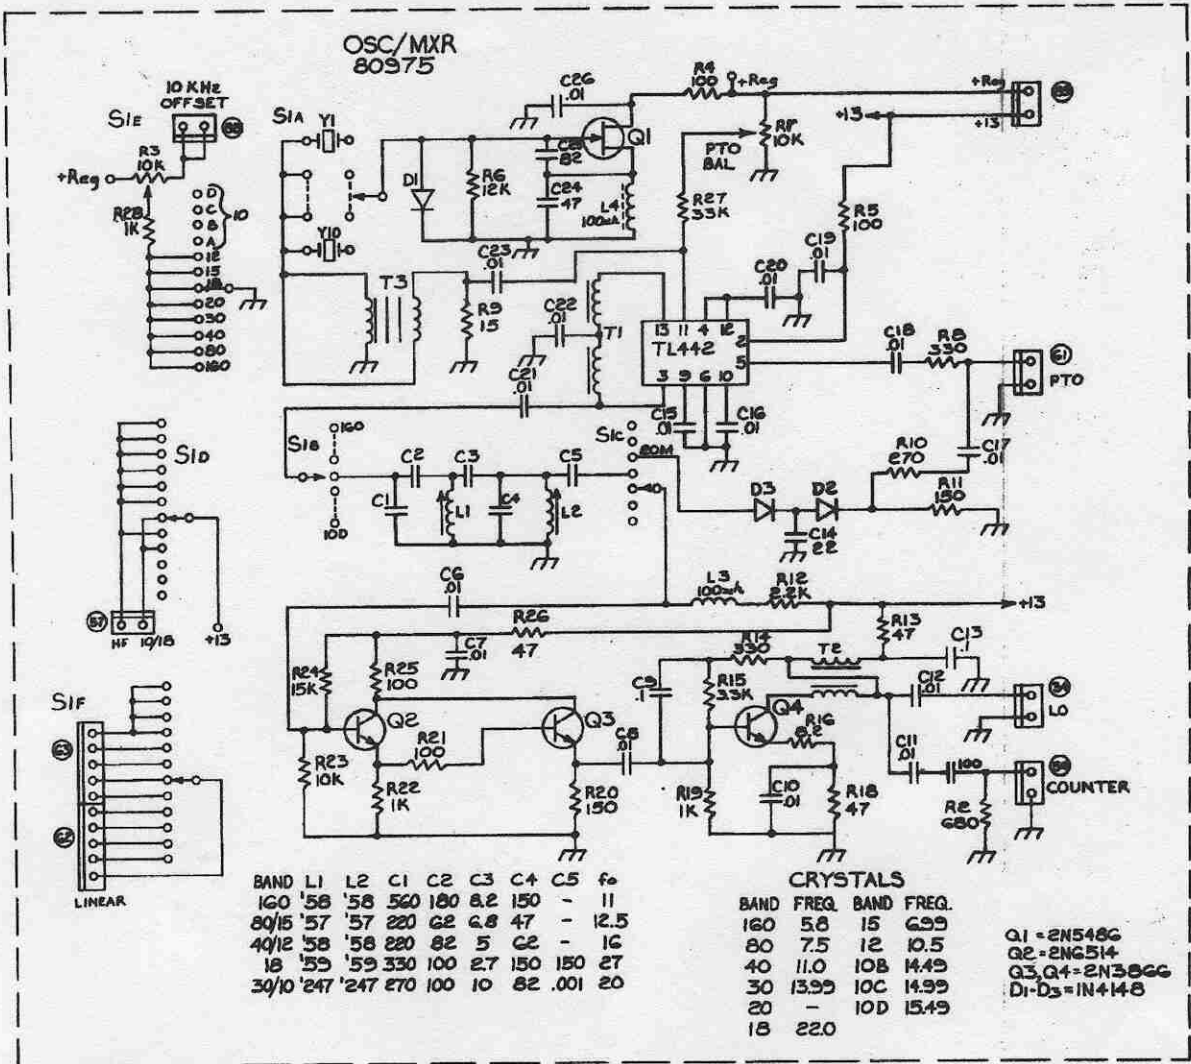 OSC/MXR
80975
10 KHz
OFFSET
S1E
R3
10K
+Reg
R28
1K
D
C
B
A
10
12
15
18
20
30
40
80
160
S1A
Y1
Y10
D1
R6
12K
C26
.01
82
C24
47
Q1
L4
100uh
R4
100
+Reg
PTO
BAL
10K
R27
33K
+Reg
+13
+13
R5
100
C19
.01
C20
.01
T3
C23
.01
R9
15
C22
.01
T1
C21
.01
13 11 4 12
TL442
2
5
3 9 6 10
C15
.01
C16
.01
C18
.01
R8
330
61
PTO
C17
.01
R10
270
R11
150
S1D
57
HF 10/18
+13
S1B
160
10D
C1
C2
C3
C4
C5
L1
L2
S1C
20M
D3
D2
C14
22
C6
.01
L3
100uh
R12
2.2K
+13
R26
47
C7
.01
R24
15K
R25
100
Q2
R21
100
Q3
R23
10K
R22
1K
R20
150
C8
.01
C9
.1
R14
330
T2
R13
47
C13
.1
R15
3.3K
Q4
R16
8.2
C12
.01
LO
C11
.01
100
COUNTER
R2
680
R19
1K
C10
.01
R18
47
S1F
63
62
LINEAR
BAND L1 L2 C1 C2 C3 C4 C5 fo
160 '58 '58 560 180 8.2 150 - 11
80/15 '57 '57 220 62 6.8 47 - 12.5
40/12 '58 '58 220 82 5 62 - 16
18 '59 '59 330 100 2.7 150 150 27
30/10 '247 '247 270 100 10 82 .001 20
CRYSTALS
BAND FREQ. BAND FREQ.
160 5.8 15 6.99
80 7.5 12 10.5
40 11.0 10B 14.49
30 13.99 10C 14.99
20 - 10D 15.49
18 22.0
Q1 = 2N5486
Q2 = 2N6514
Q3, Q4 = 2N3866
D1-D3 = 1N4148